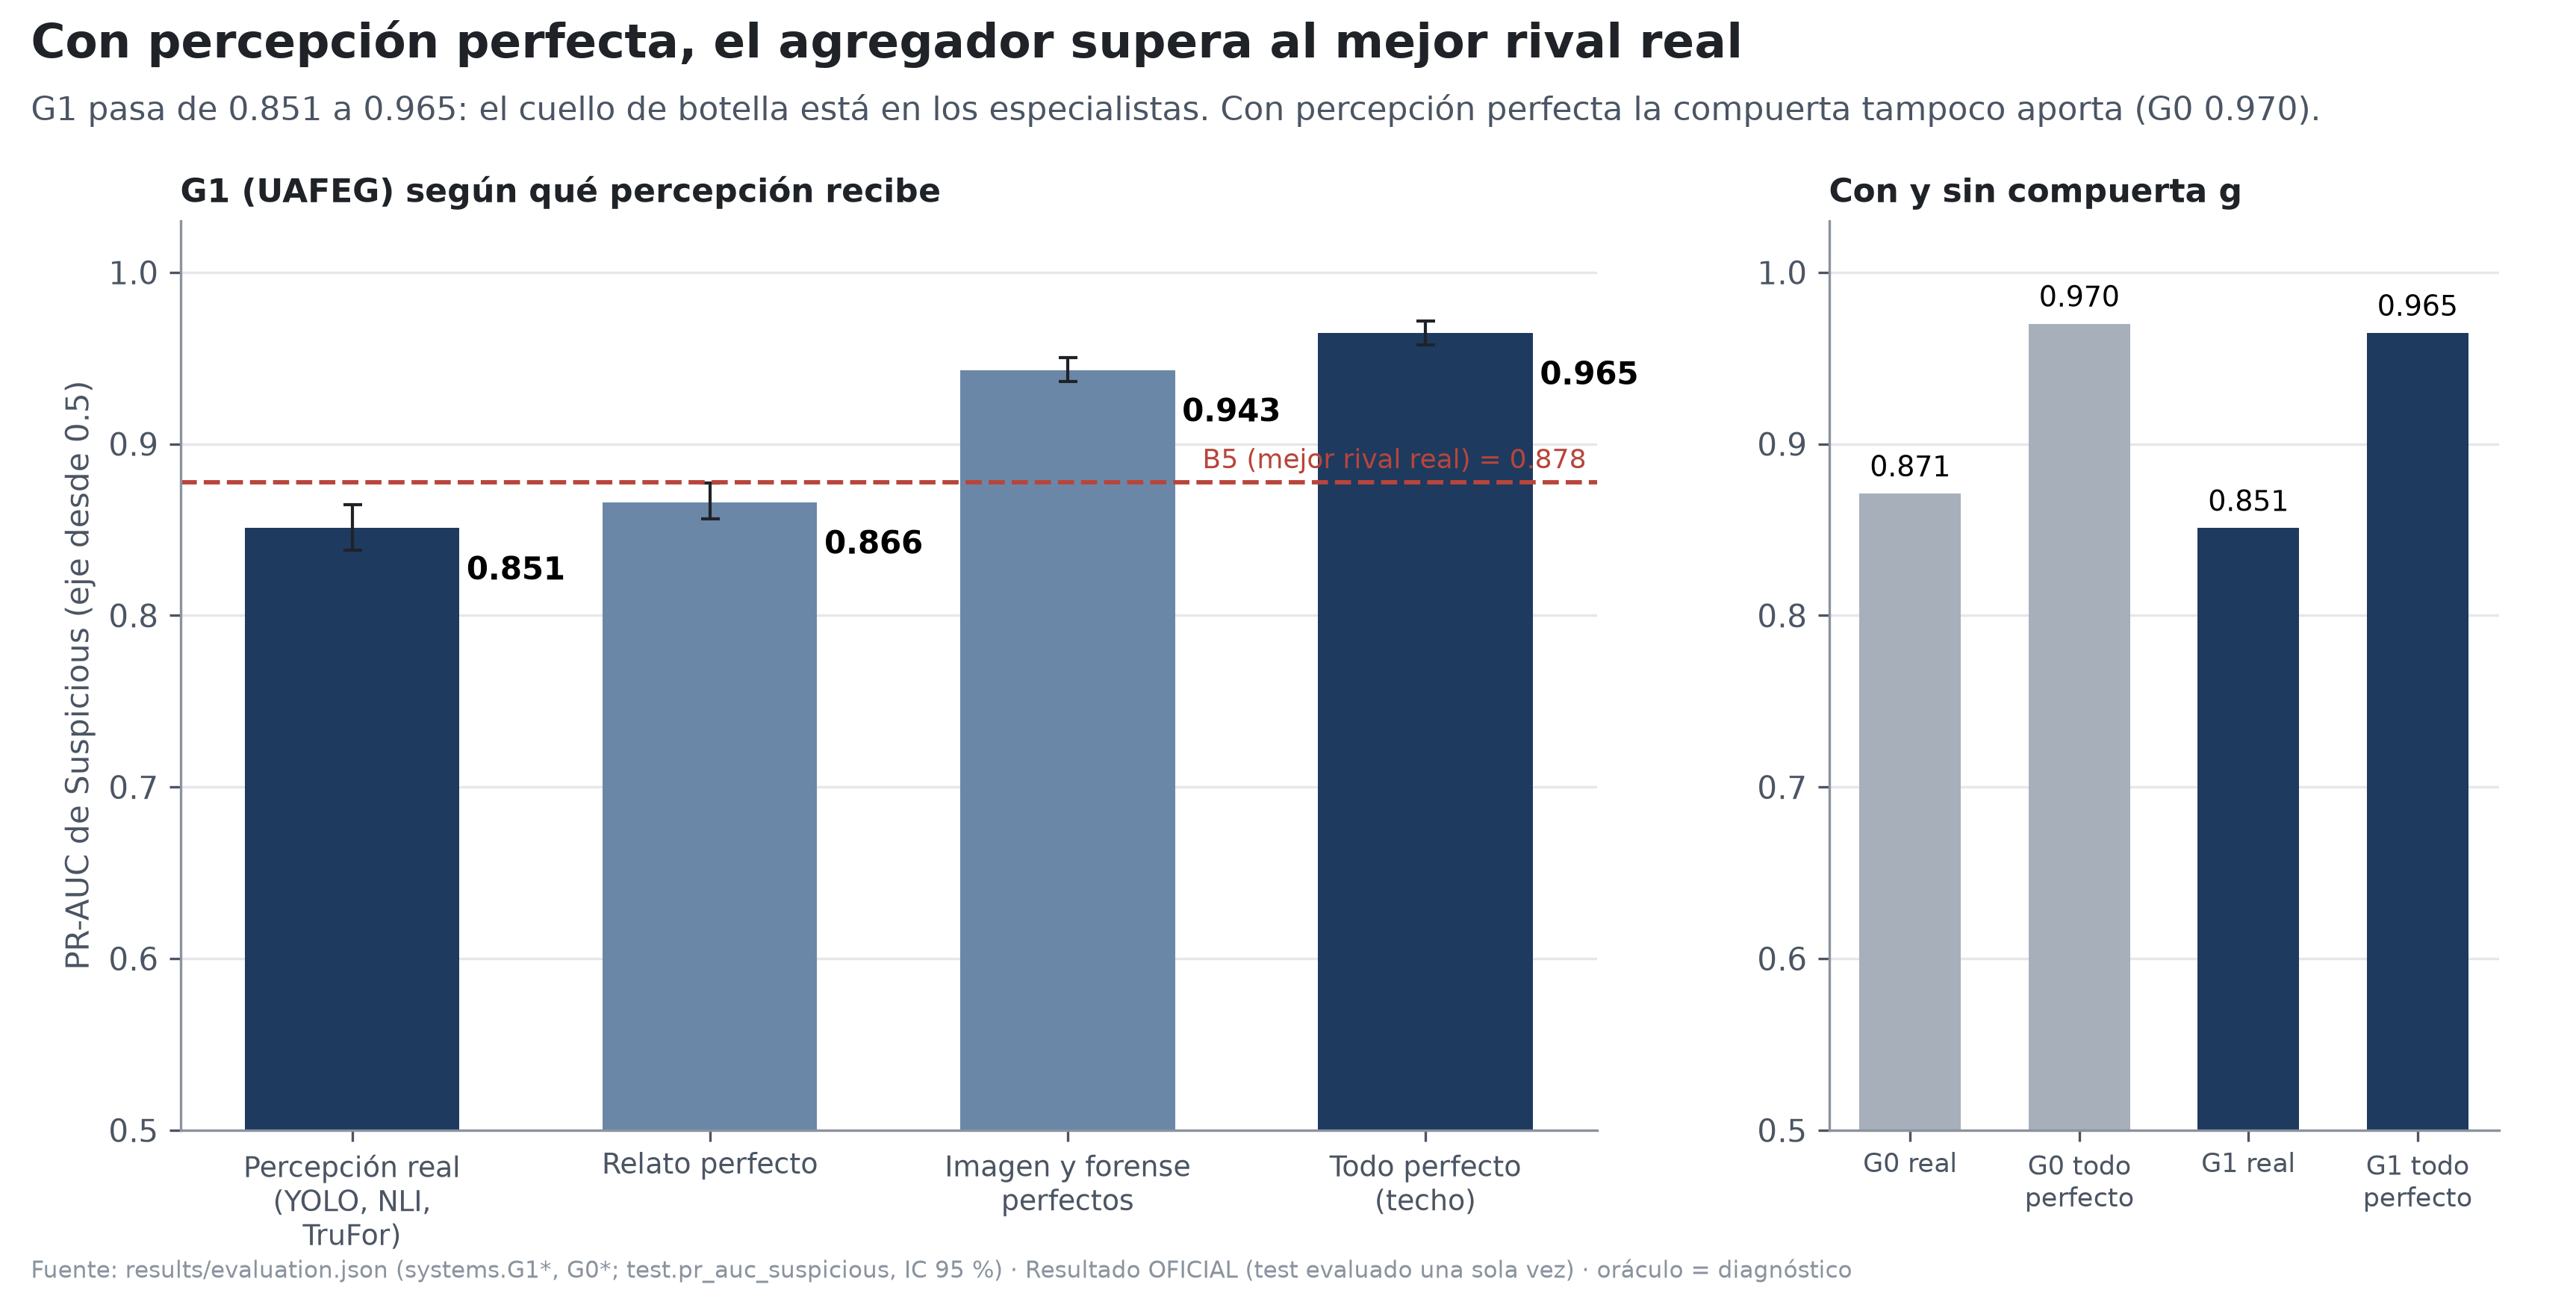 Con percepción perfecta, el agregador supera al mejor rival real
G1 pasa de 0.851 a 0.965: el cuello de botella está en los especialistas. Con percepción perfecta la compuerta tampoco aporta (G0 0.970).
G1 (UAFEG) según qué percepción recibe
PR-AUC de Suspicious (eje desde 0.5)
1.0
0.9
0.8
0.7
0.6
0.5
0.851
0.866
0.943
0.965
B5 (mejor rival real) = 0.878
Percepción real
(YOLO, NLI,
TruFor)
Relato perfecto
Imagen y forense
perfectos
Todo perfecto
(techo)
Con y sin compuerta g
1.0
0.9
0.8
0.7
0.6
0.5
0.871
0.970
0.851
0.965
G0 real
G0 todo
perfecto
G1 real
G1 todo
perfecto
Fuente: results/evaluation.json (systems.G1*, G0*; test.pr_auc_suspicious, IC 95 %) · Resultado OFICIAL (test evaluado una sola vez) · oráculo = diagnóstico